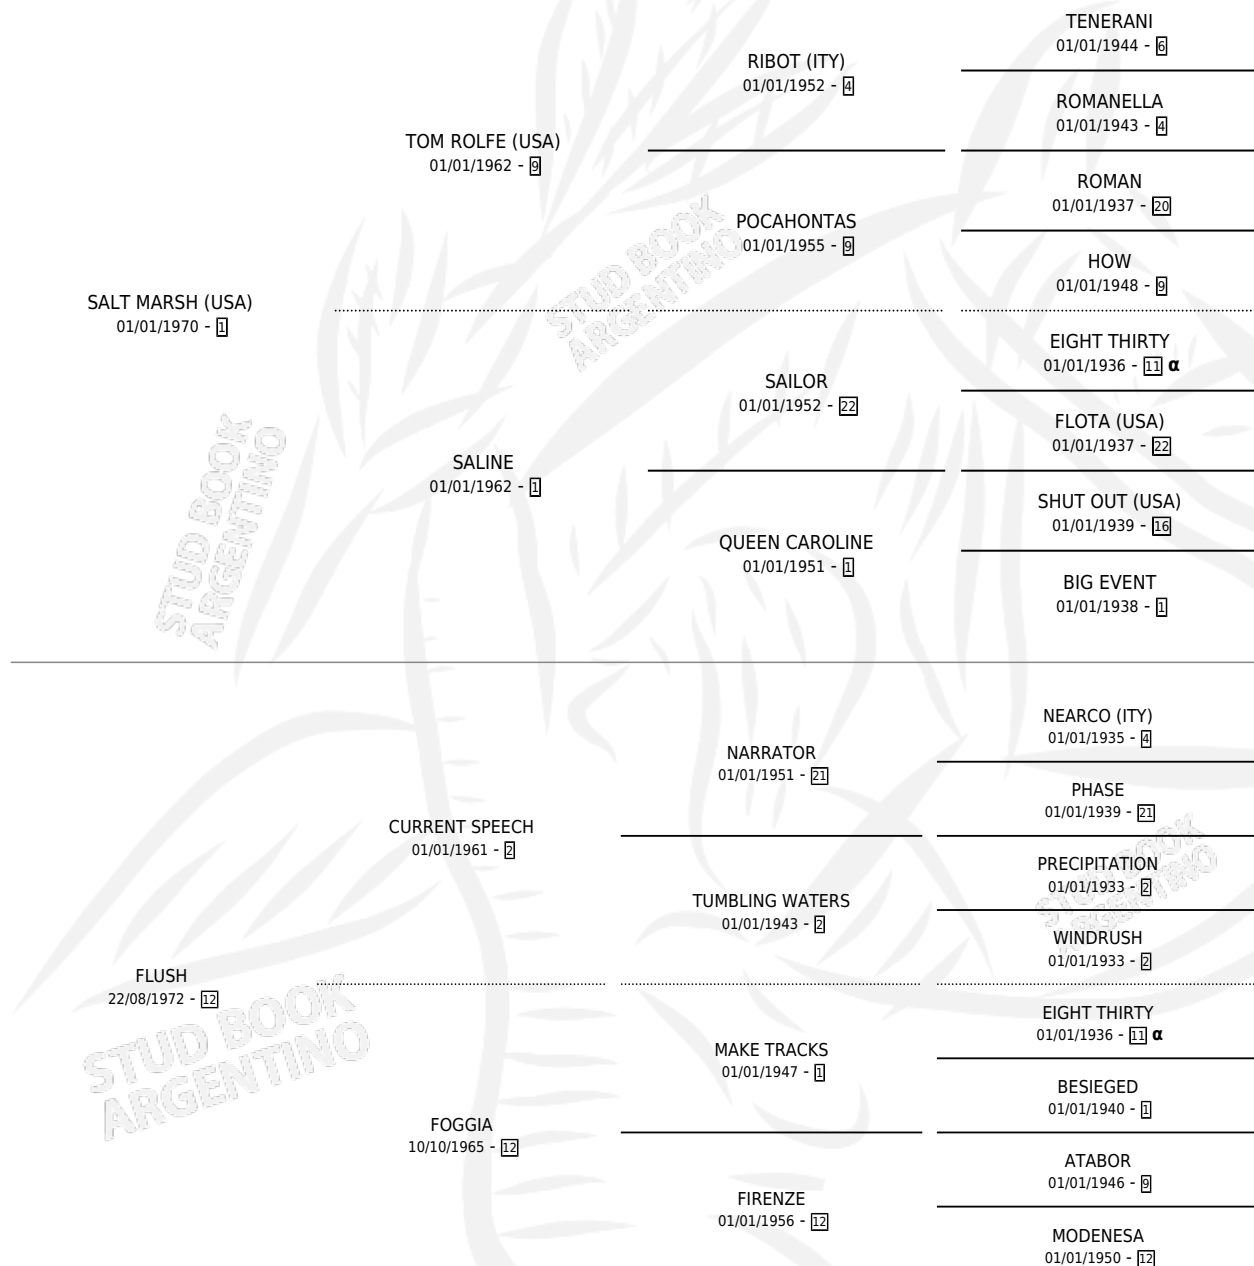 TENERANI
01/01/1944 - 6
RIBOT (ITY)
01/01/1952 - 4
ROMANELLA
01/01/1943 - 4
TOM ROLFE (USA)
01/01/1962 - 9
ROMAN
01/01/1937 - 20
POCAHONTAS
01/01/1955 - 9
HOW
01/01/1948 - 9
SALT MARSH (USA)
01/01/1970 - 1
EIGHT THIRTY
01/01/1936 - 11 α
SAILOR
01/01/1952 - 22
FLOTA (USA)
01/01/1937 - 22
SALINE
01/01/1962 - 1
SHUT OUT (USA)
01/01/1939 - 16
QUEEN CAROLINE
01/01/1951 - 1
BIG EVENT
01/01/1938 - 1
NEARCO (ITY)
01/01/1935 - 4
NARRATOR
01/01/1951 - 21
PHASE
01/01/1939 - 21
CURRENT SPEECH
01/01/1961 - 2
PRECIPITATION
01/01/1933 - 2
TUMBLING WATERS
01/01/1943 - 2
WINDRUSH
01/01/1933 - 2
FLUSH
22/08/1972 - 12
EIGHT THIRTY
01/01/1936 - 11 α
MAKE TRACKS
01/01/1947 - 1
BESIEGED
01/01/1940 - 1
FOGGIA
10/10/1965 - 12
ATABOR
01/01/1946 - 9
FIRENZE
01/01/1956 - 12
MODENESA
01/01/1950 - 12
STUD BOOK
ARGENTINO
STUD BOOK
ARGENTINO
STUD BOOK
ARGENTINO
STUD BOOK
ARGENTINO